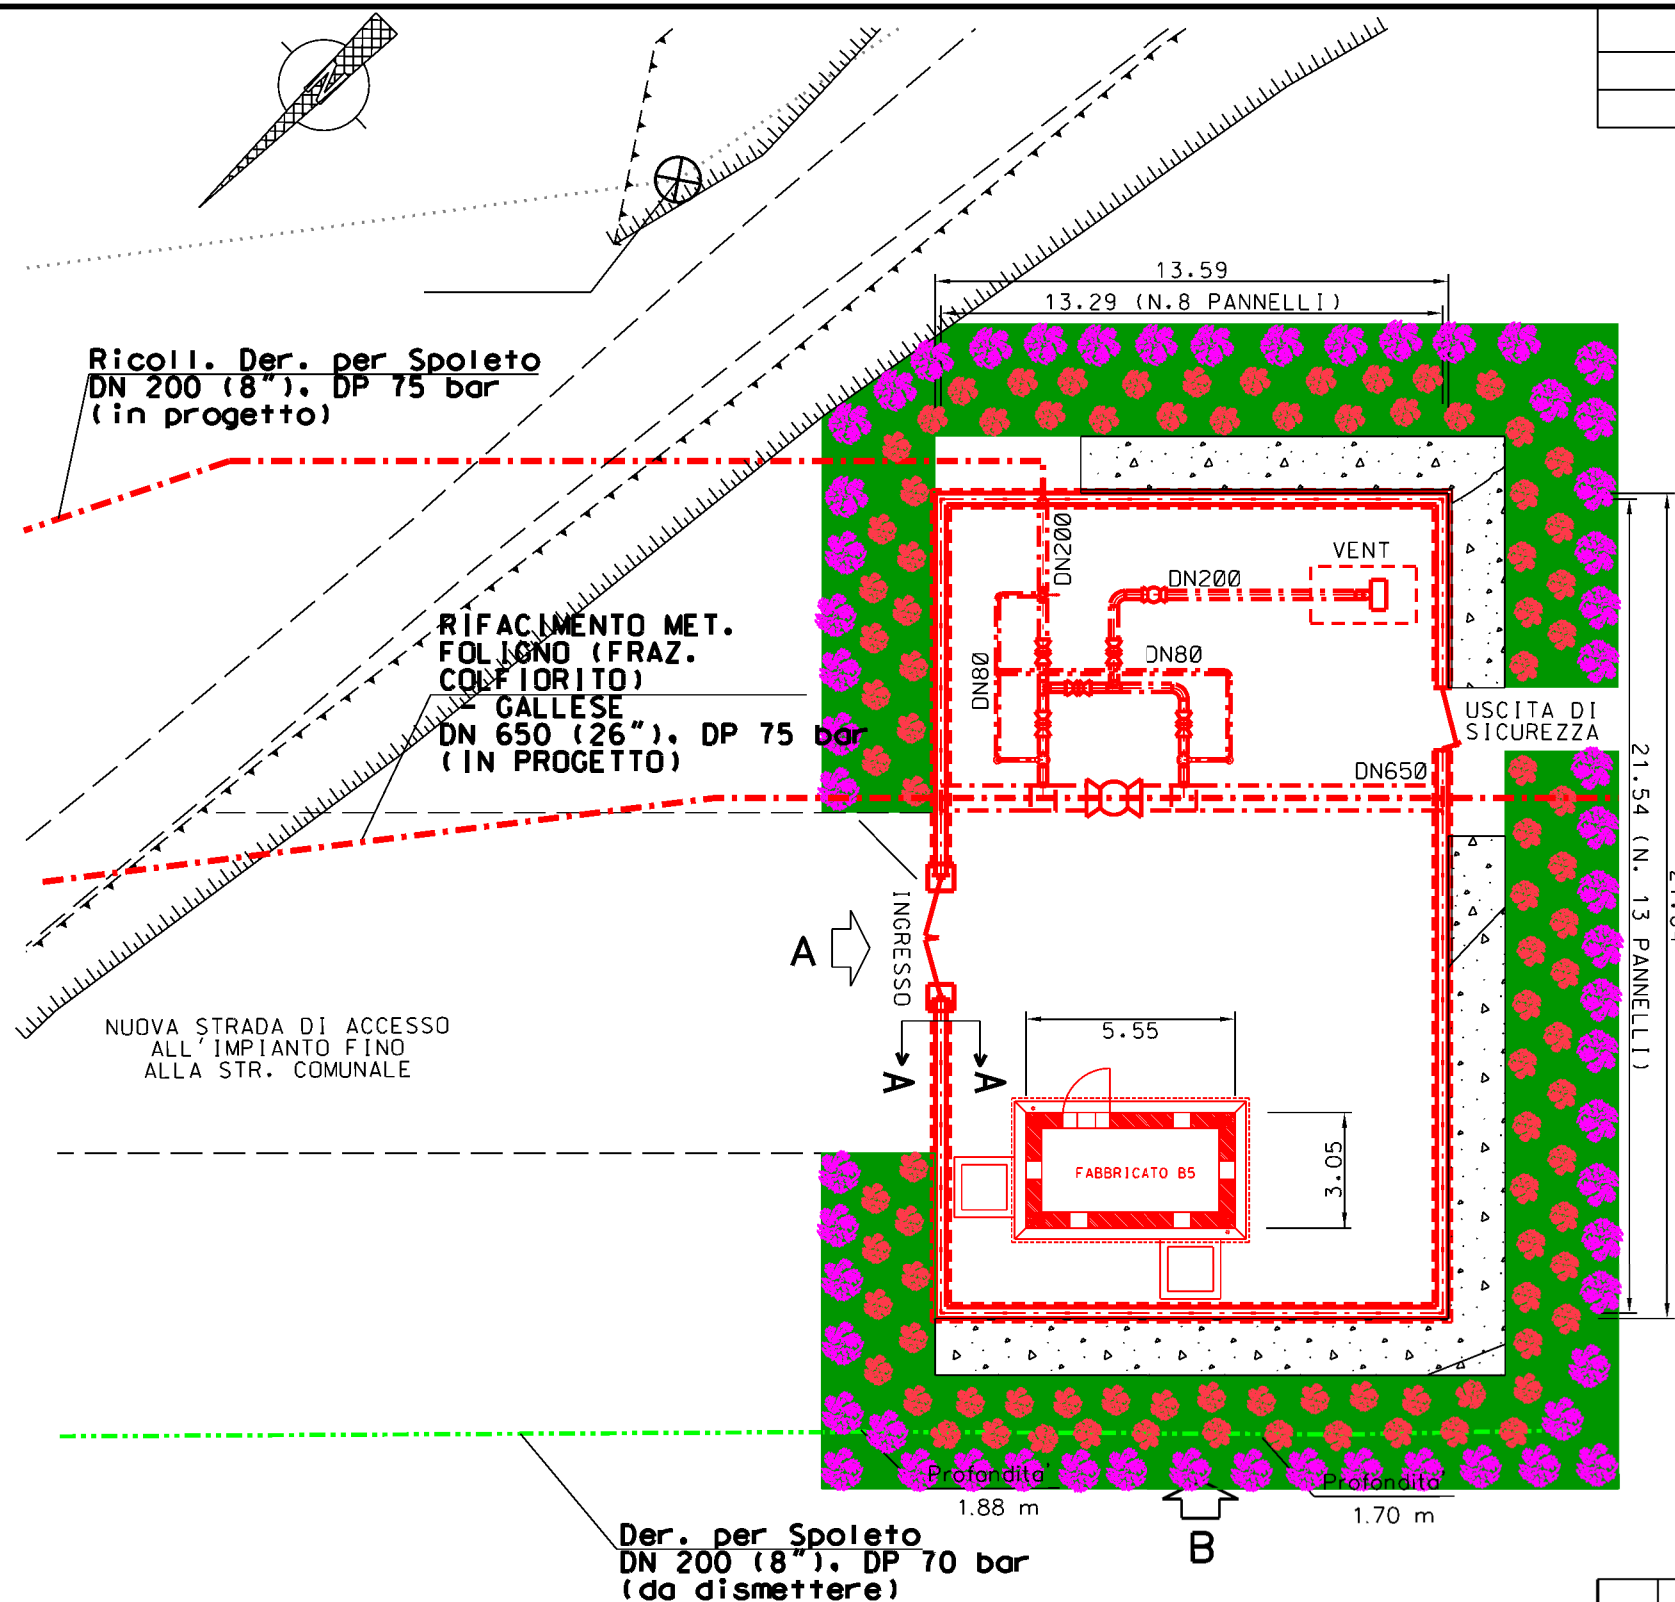 13.59
13.29 (N.8 PANNELLI)
Ricoll. Der. per Spoleto
DN 200 (8"). DP 75 bar
(in progetto)
DN200
VENT
DN200
RIFACIMENTO MET.
FOLIGNO (FRAZ.
COLFIORITO)
- GALLESE
DN 650 (26"). DP 75 bar
(IN PROGETTO)
DN80
DN80
USCITA DI
SICUREZZA
DN650
21.54 (N. 13 PANNELLI)
A
INGRESSO
NUOVA STRADA DI ACCESSO
ALL'IMPIANTO FINO
ALLA STR. COMUNALE
5.55
A A
3.05
FABBRICATO B5
Profondita'
1.88 m
Profondita'
1.70 m
B
Der. per Spoleto
DN 200 (8"). DP 70 bar
(da dismettere)